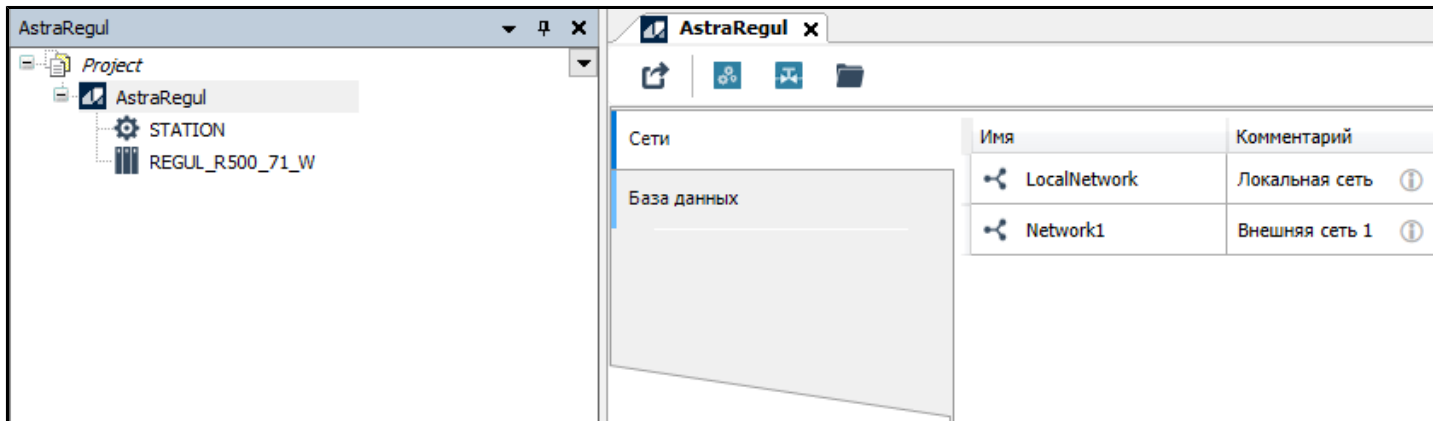 AstraRegul
Project
AstraRegul
STATION
REGUL_R500_71_W
AstraRegul
Сети
База данных
Имя Комментарий
LocalNetwork Локальная сеть
Network1 Внешняя сеть 1